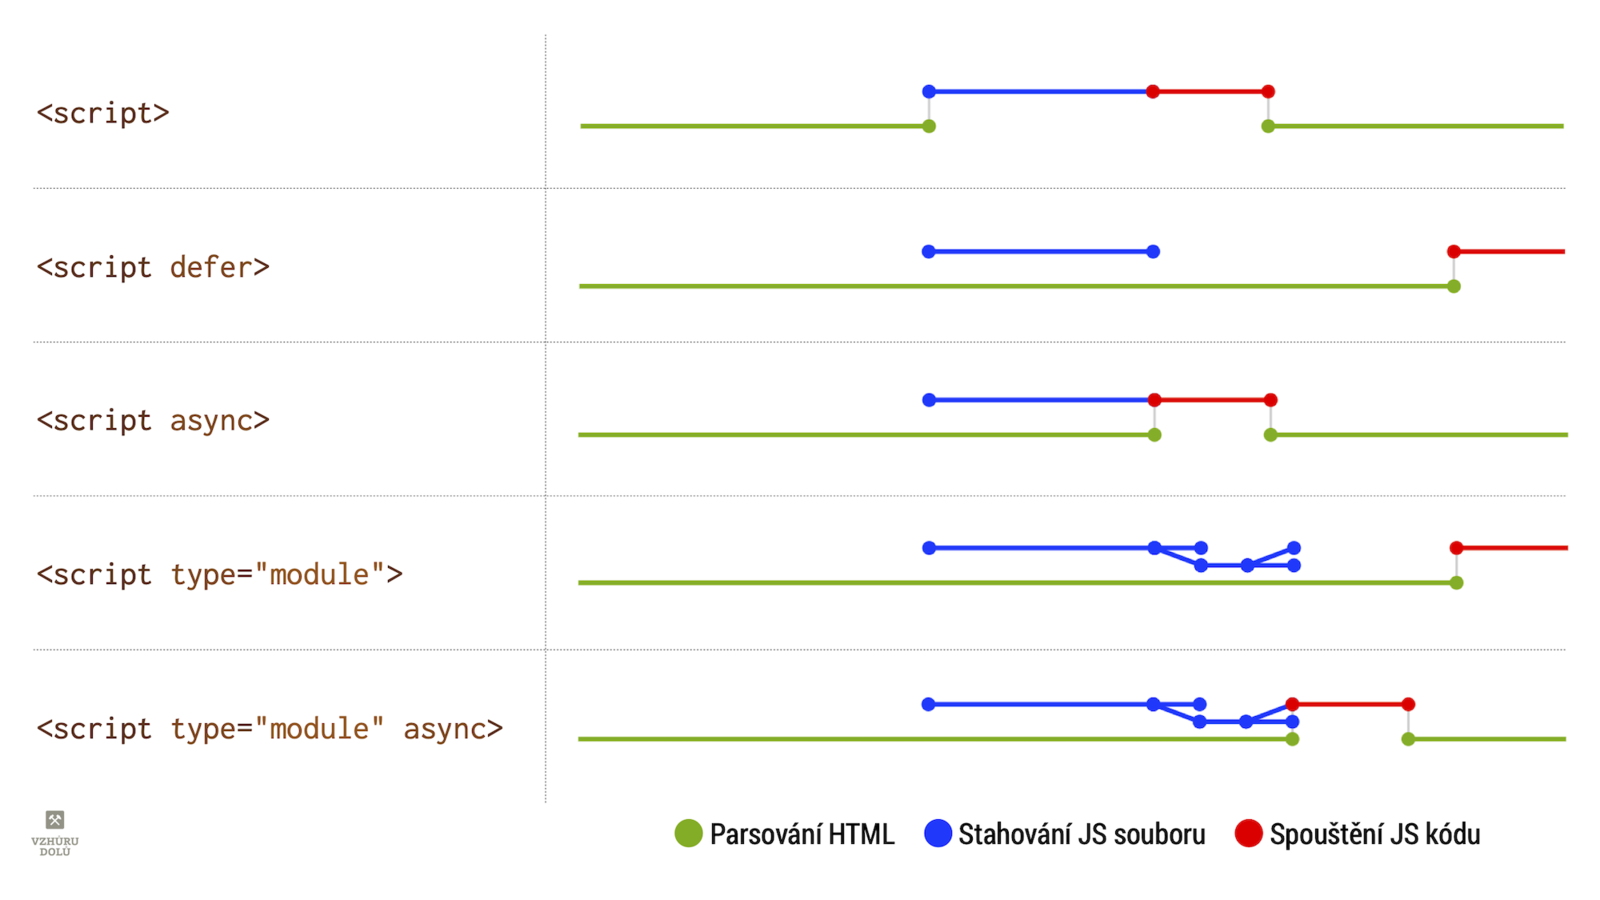 <script>
<script defer>
<script async>
<script type="module">
<script type="module" async>
Parsování HTML
Stahování JS souboru
Spouštění JS kódu
VZHŮRU
DOLŮ